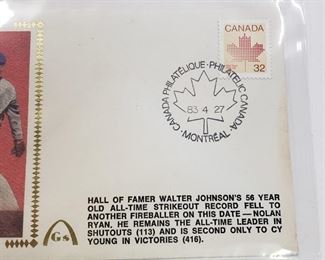 CANADA
32
CANADA PHILATÉLIQUE · PHILATELIC CANADA
83 4 27
MONTRÉAL
Gs
HALL OF FAMER WALTER JOHNSON'S 56 YEAR
OLD ALL-TIME STRIKEOUT RECORD FELL TO
ANOTHER FIREBALLER ON THIS DATE — NOLAN
RYAN, HE REMAINS THE ALL-TIME LEADER IN
SHUTOUTS (113) AND IS SECOND ONLY TO CY
YOUNG IN VICTORIES (416).